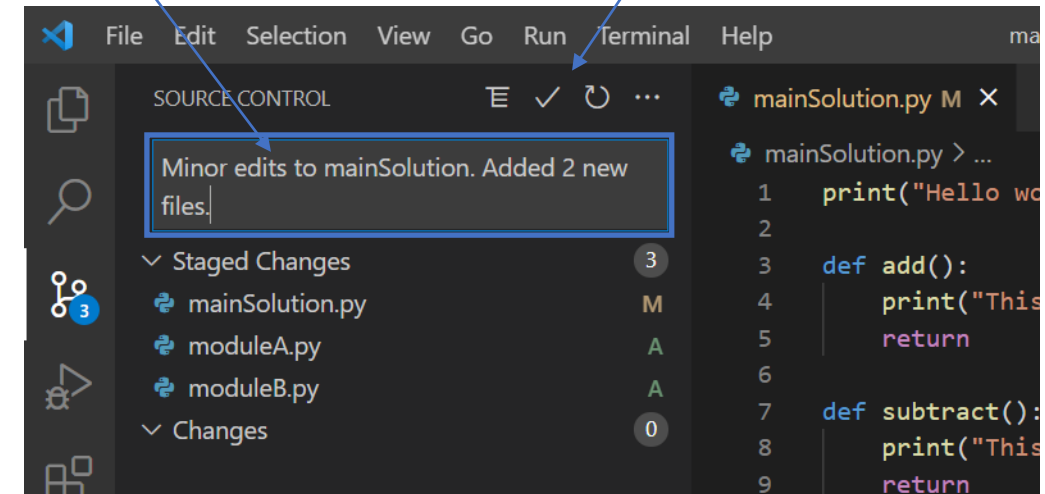 File Edit Selection View Go Run Terminal Help ma
SOURCE CONTROL
Minor edits to mainSolution. Added 2 new
files.
Staged Changes 3
mainSolution.py M
moduleA.py A
moduleB.py A
Changes 0
3
mainSolution.py M
mainSolution.py > ...
1 print("Hello wo
2
3 def add():
4 print("This
5 return
6
7 def subtract():
8 print("This
9 return